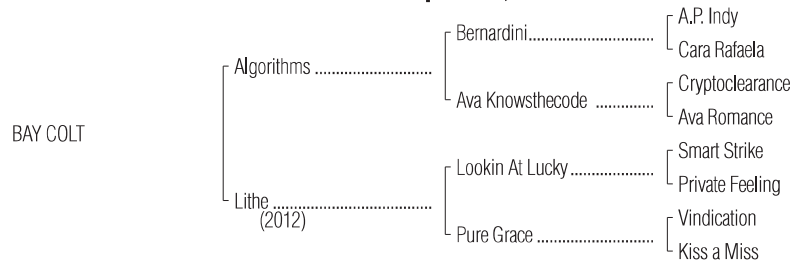 A.P. Indy
Bernardini
Cara Rafaela
Algorithms
Cryptoclearance
Ava Knowsthecode
Ava Romance
BAY COLT
Smart Strike
Lookin At Lucky
Private Feeling
Lithe
(2012)
Vindication
Pure Grace
Kiss a Miss